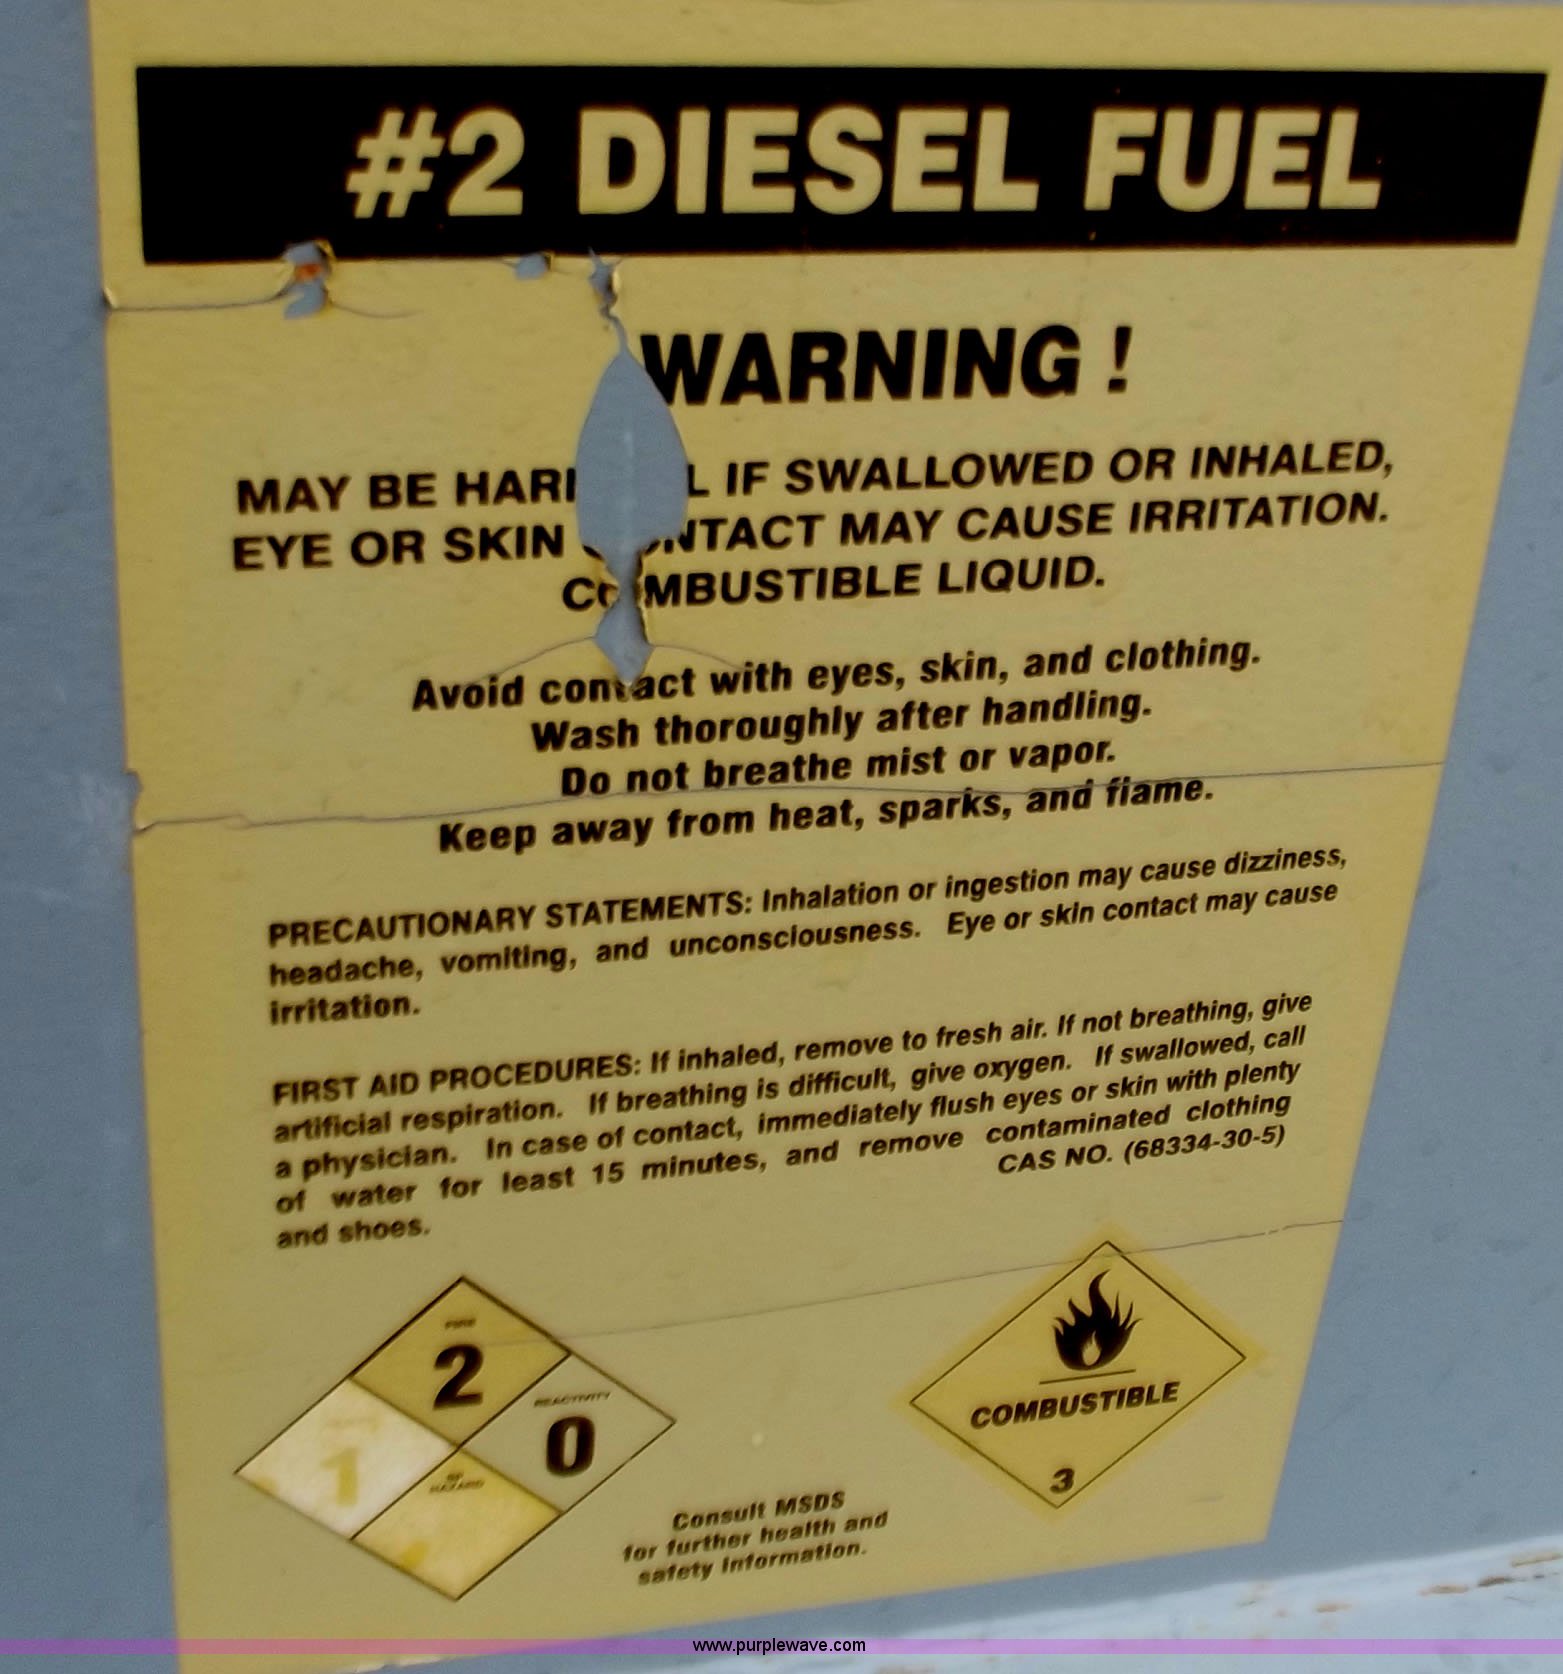 #2 DIESEL FUEL
WARNING !
MAY BE HAR L IF SWALLOWED OR INHALED,
EYE OR SKIN NTACT MAY CAUSE IRRITATION.
COMBUSTIBLE LIQUID.
Avoid contact with eyes, skin, and clothing.
Wash thoroughly after handling.
Do not breathe mist or vapor.
Keep away from heat, sparks, and flame.
PRECAUTIONARY STATEMENTS: Inhalation or ingestion may cause dizziness,
headache, vomiting, and unconsciousness. Eye or skin contact may cause
irritation.
FIRST AID PROCEDURES: If inhaled, remove to fresh air. If not breathing, give
artificial respiration. If breathing is difficult, give oxygen. If swallowed, call
a physician. In case of contact, immediately flush eyes or skin with plenty
of water for least 15 minutes, and remove contaminated clothing
and shoes.
CAS NO. (68334-30-5)
FIRE
2
REACTIVITY
0
1
SP
HAZARD
COMBUSTIBLE
3
Consult MSDS
for further health and
safety information.
www.purplewave.com